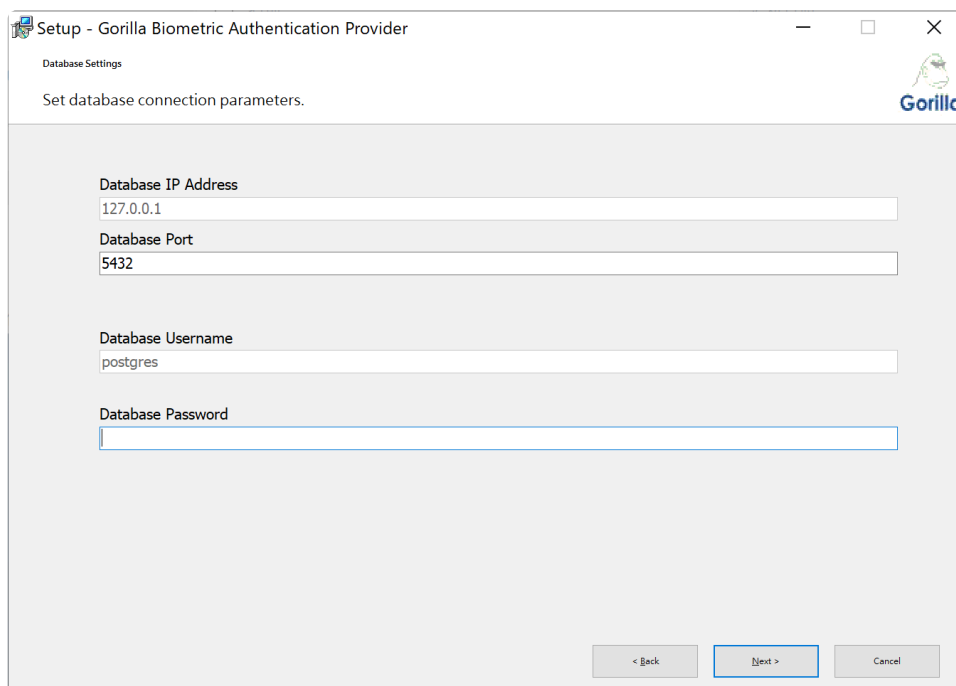 Setup - Gorilla Biometric Authentication Provider
Database Settings
Set database connection parameters.
Gorilla
Database IP Address
127.0.0.1
Database Port
5432
Database Username
postgres
Database Password
< Back
Next >
Cancel